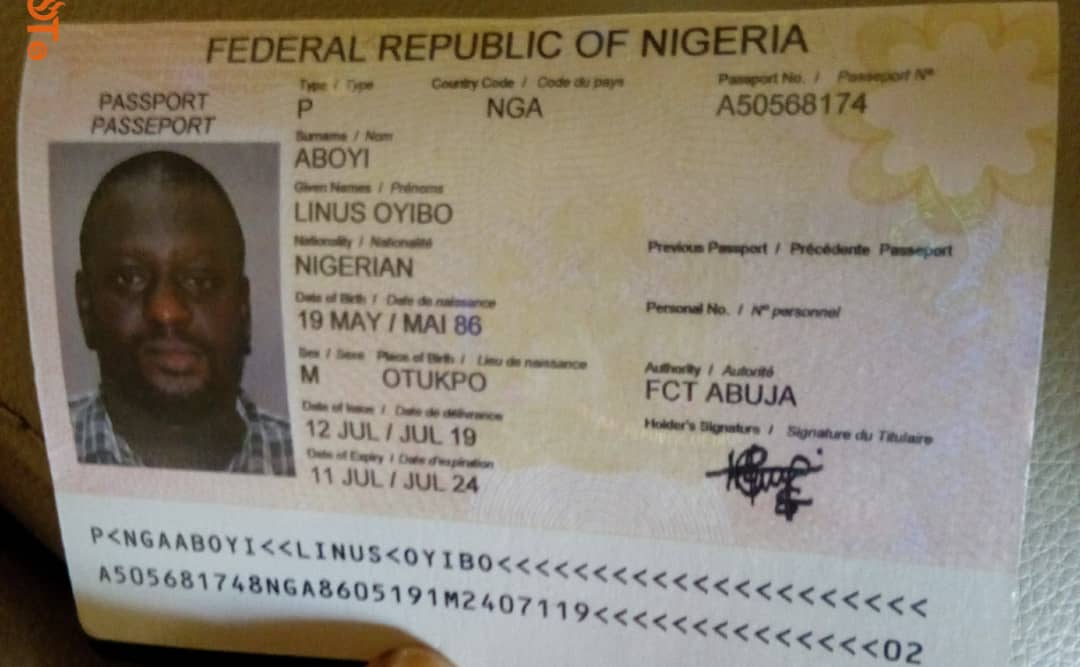 FEDERAL REPUBLIC OF NIGERIA
PASSPORT
PASSEPORT
Type / Type
P
Country Code / Code du pays
NGA
Passport No. / Passeport N°
A50568174
Surname / Nom
ABOYI
Given Names / Prénoms
LINUS OYIBO
Nationality / Nationalité
NIGERIAN
Previous Passport / Précédente Passeport
Date of Birth / Date de naissance
19 MAY / MAI 86
Personal No. / N° personnel
Sex / Sexe
M
Place of Birth / Lieu de naissance
OTUKPO
Authority / Autorité
FCT ABUJA
Date of Issue / Date de délivrance
12 JUL / JUL 19
Holder's Signature / Signature du Titulaire
Date of Expiry / Date d'expiration
11 JUL / JUL 24
P<NGAABOYI<<LINUS<OYIBO<<<<<<<<<<<<<<<<<<<<<
A505681748NGA8605191M2407119<<<<<<<<<<<<<<02